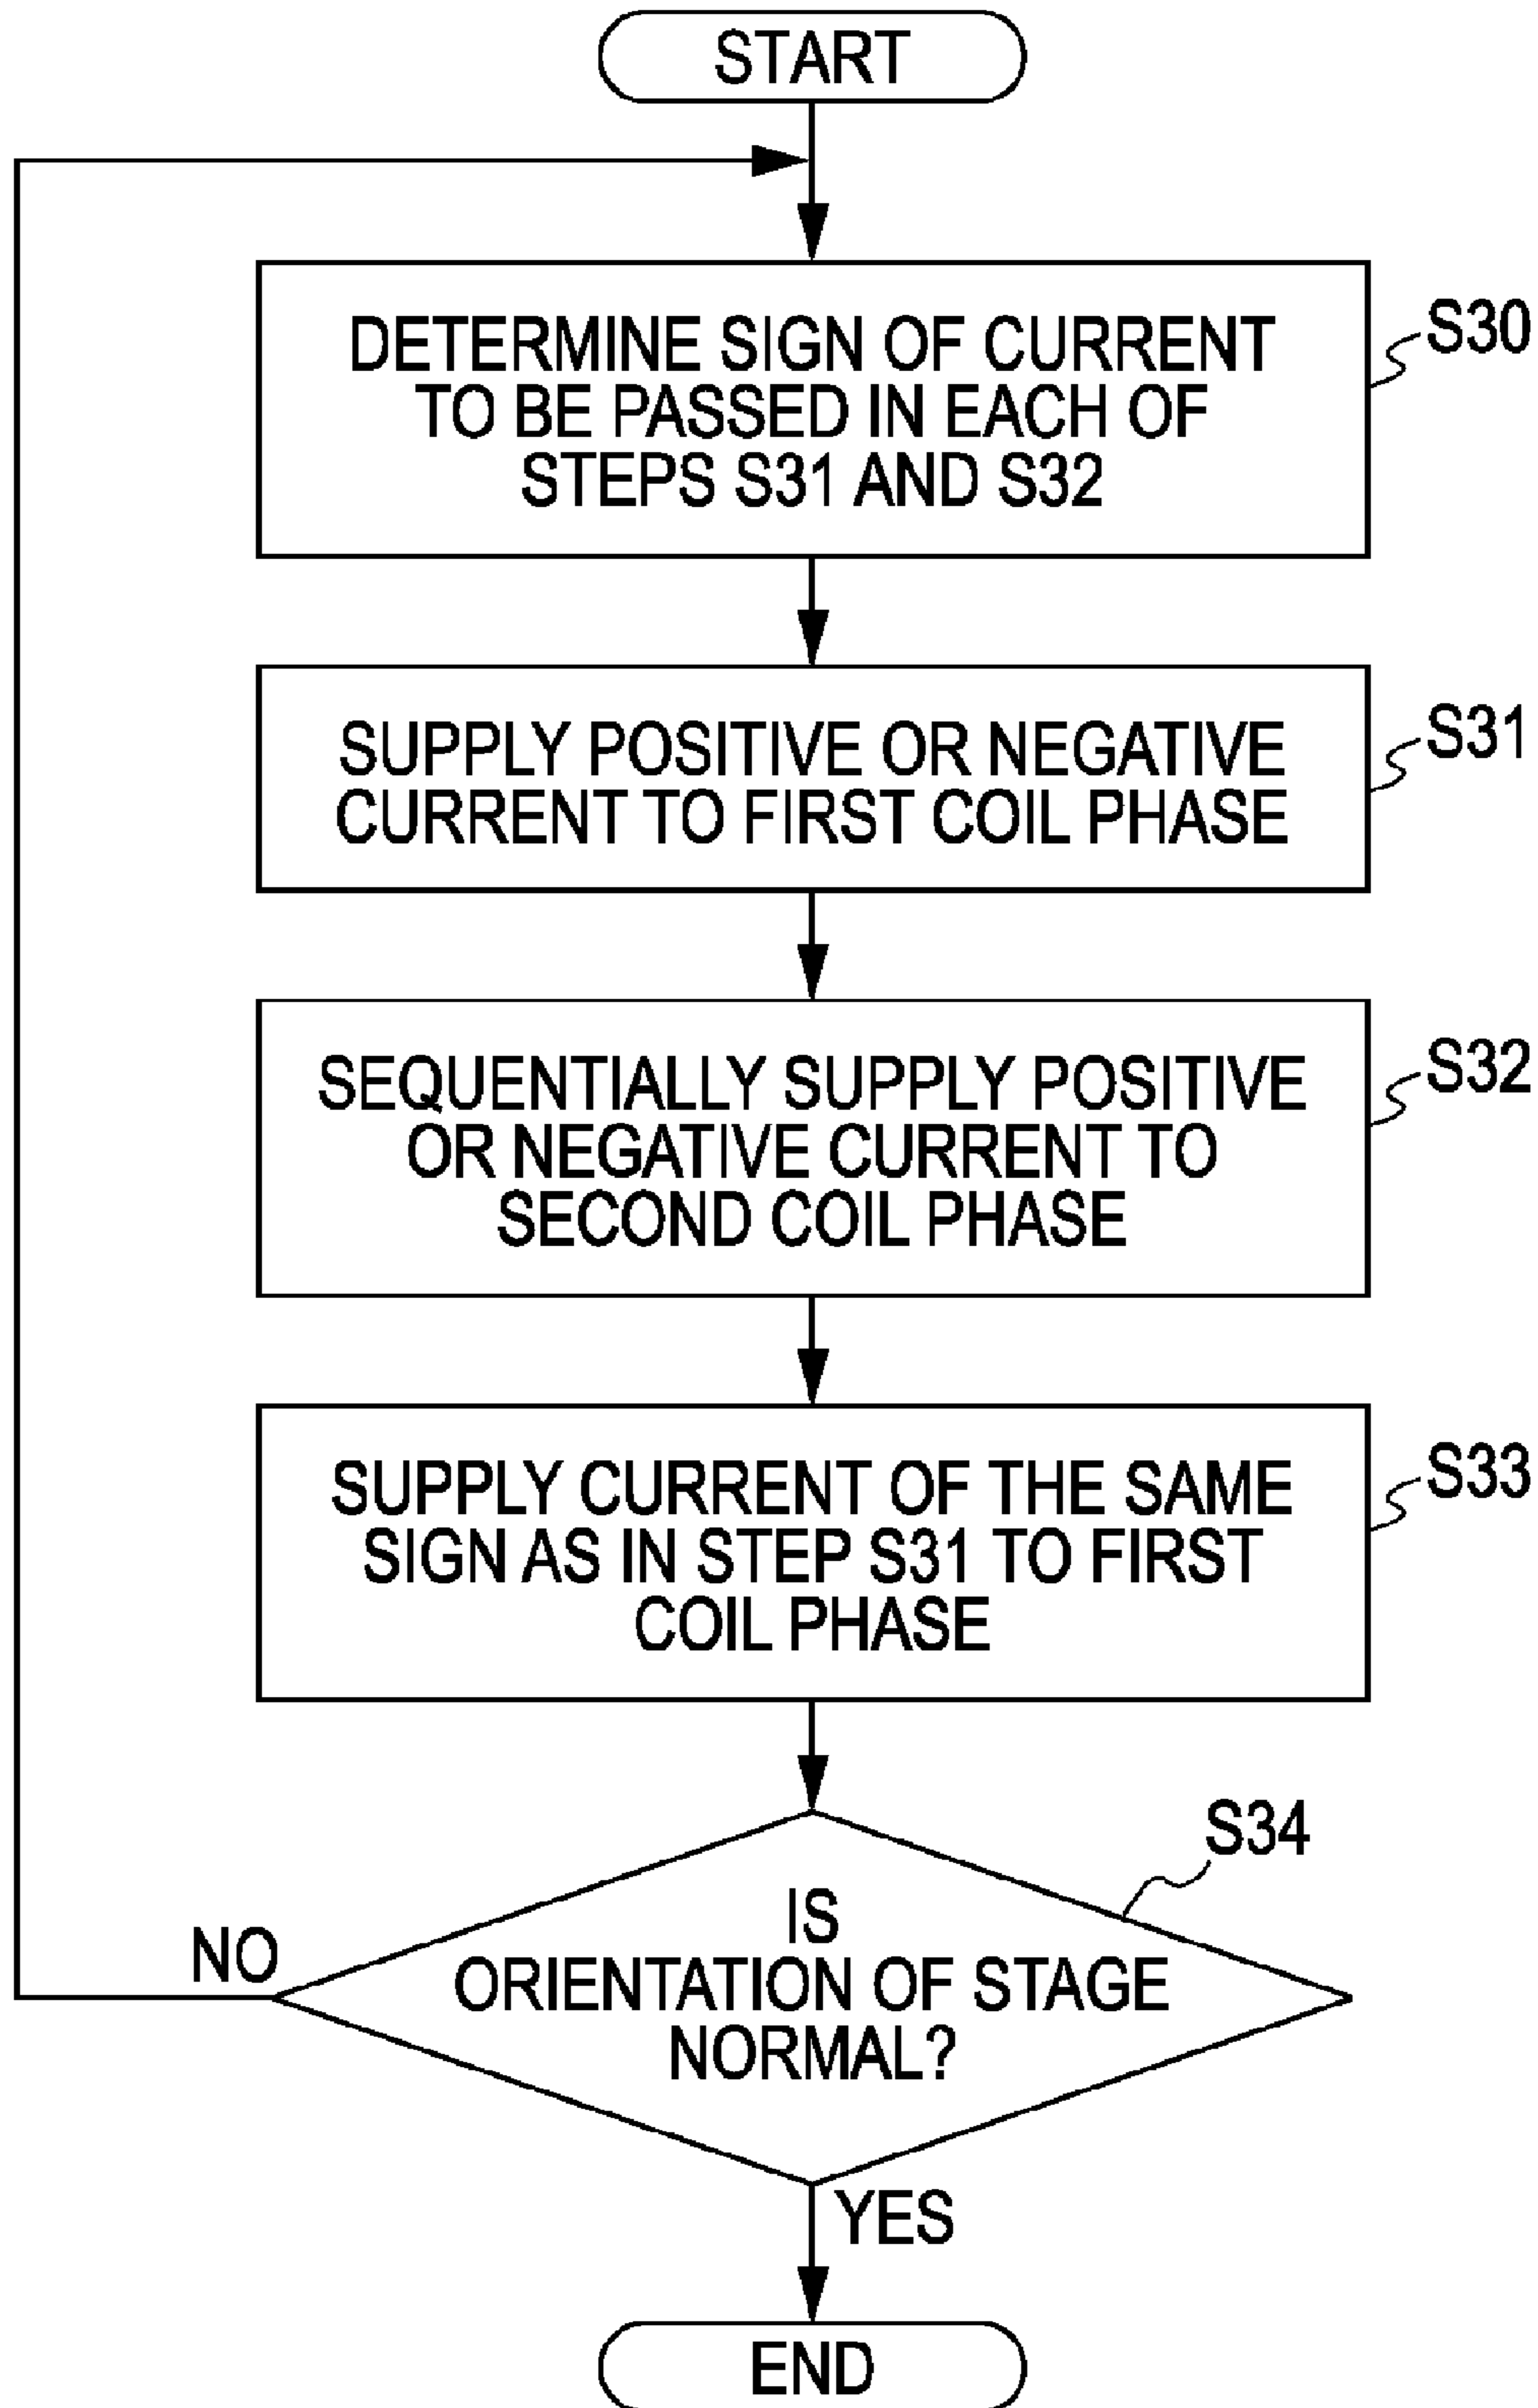 START
DETERMINE SIGN OF CURRENT
TO BE PASSED IN EACH OF
STEPS S31 AND S32
S30
SUPPLY POSITIVE OR NEGATIVE
CURRENT TO FIRST COIL PHASE
S31
SEQUENTIALLY SUPPLY POSITIVE
OR NEGATIVE CURRENT TO
SECOND COIL PHASE
S32
SUPPLY CURRENT OF THE SAME
SIGN AS IN STEP S31 TO FIRST
COIL PHASE
S33
S34
IS
ORIENTATION OF STAGE
NORMAL?
NO
YES
END